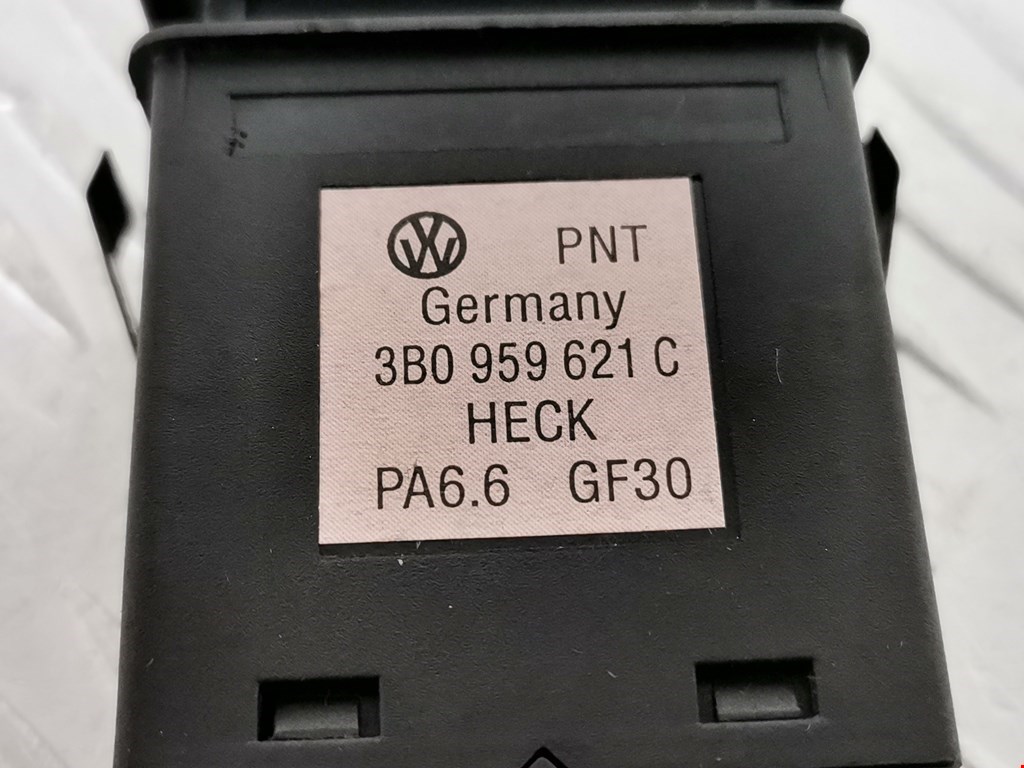 PNT
Germany
3B0 959 621 C
HECK
PA6.6 GF30